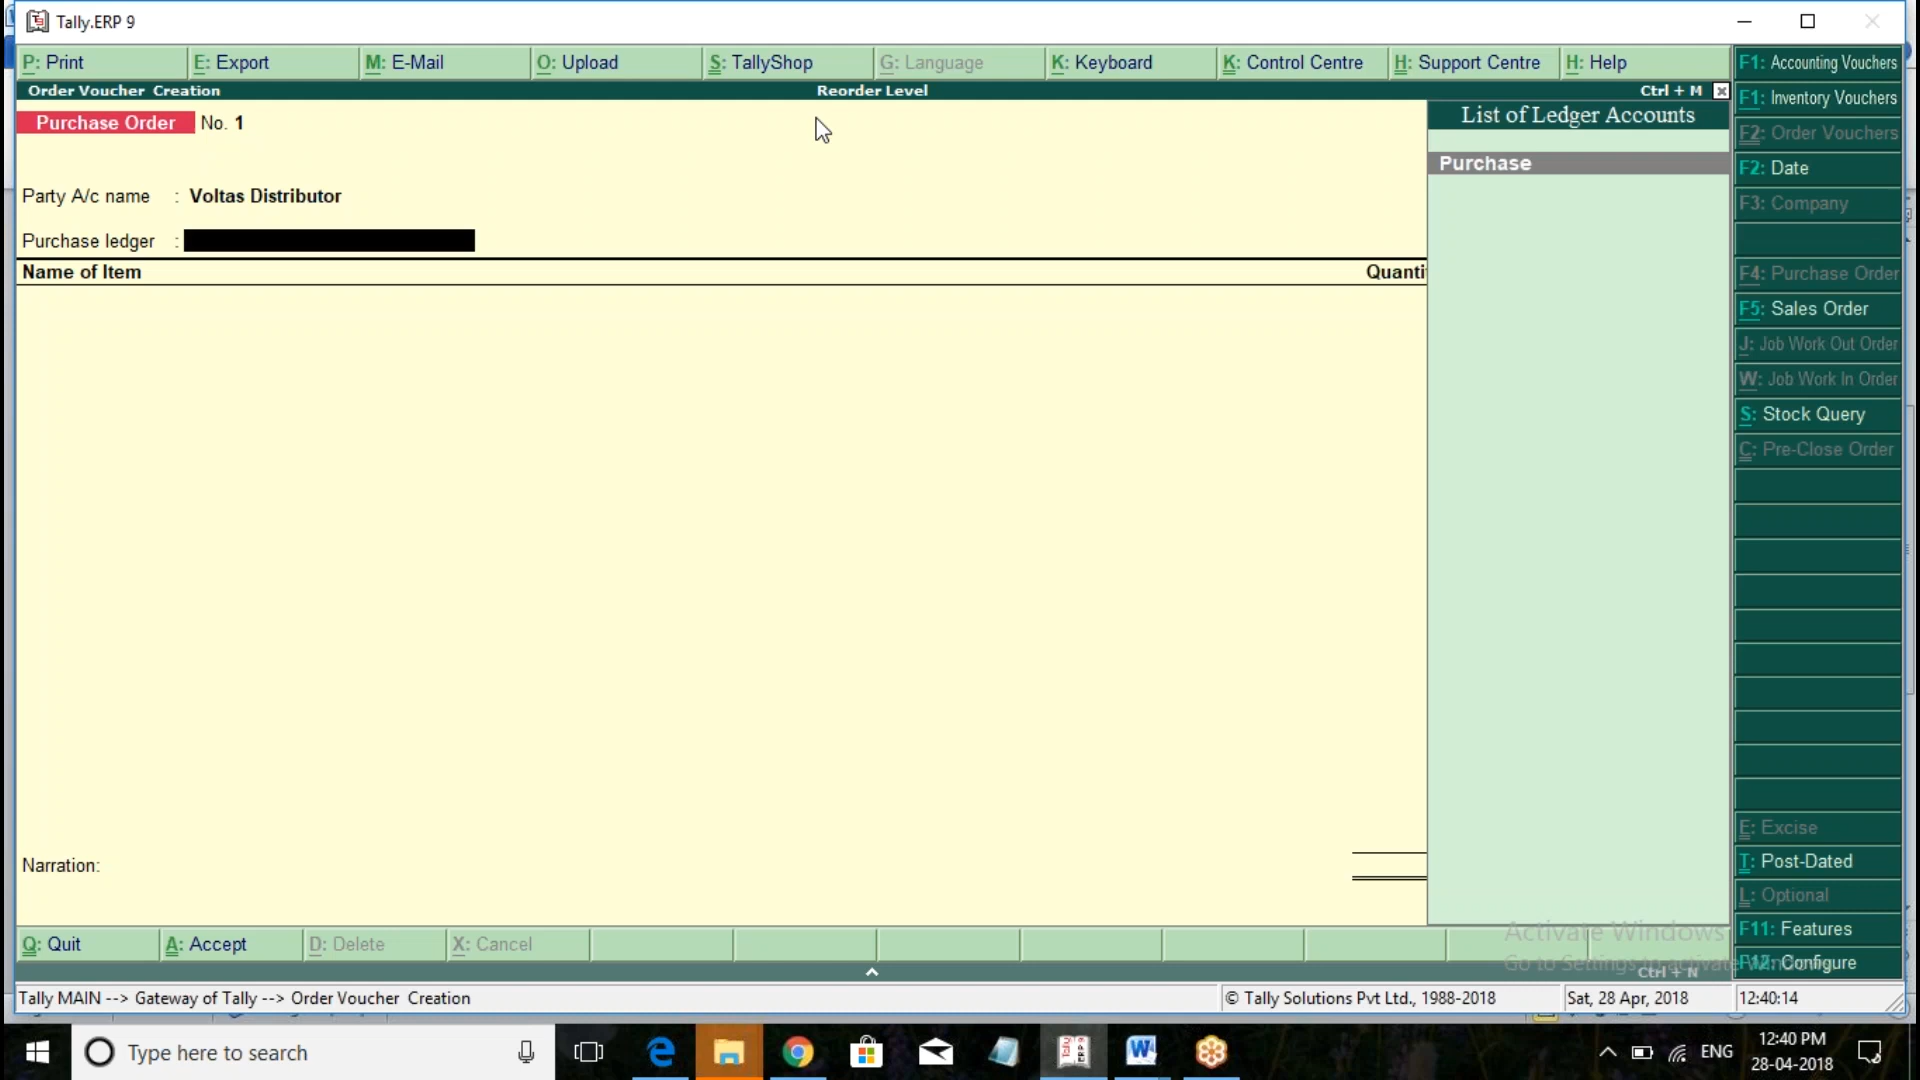 Tally.ERP 9
P: Print E: Export M: E-Mail O: Upload S: TallyShop G: Language K: Keyboard K: Control Centre H: Support Centre H: Help
Order Voucher Creation Reorder Level Ctrl + M
Purchase Order No. 1
Party A/c name : Voltas Distributor
Purchase ledger :
Name of Item Quanti
List of Ledger Accounts
Purchase
F1: Accounting Vouchers
F1: Inventory Vouchers
F2: Order Vouchers
F2: Date
F3: Company
F4: Purchase Order
F5: Sales Order
J: Job Work Out Order
W: Job Work In Order
S: Stock Query
C: Pre-Close Order
E: Excise
T: Post-Dated
L: Optional
F11: Features
F12: Configure
Narration:
Activate Windows
Go to Settings to activate Windows.
Q: Quit A: Accept D: Delete X: Cancel
Ctrl + N
Tally MAIN --> Gateway of Tally --> Order Voucher Creation © Tally Solutions Pvt Ltd., 1988-2018 Sat, 28 Apr, 2018 12:40:14
Type here to search
ENG
12:40 PM
28-04-2018